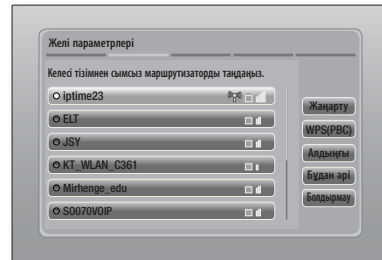 Желі параметрлері
Келесі тізімнен сымсыз маршрутизаторды таңдаңыз.
iptime23
ELT
JSY
KT_WLAN_C361
Mirhenge_edu
SO070VOIP
Жаңарту
WPS(PBC)
Алдыңғы
Бұдан әрі
Болдырмау